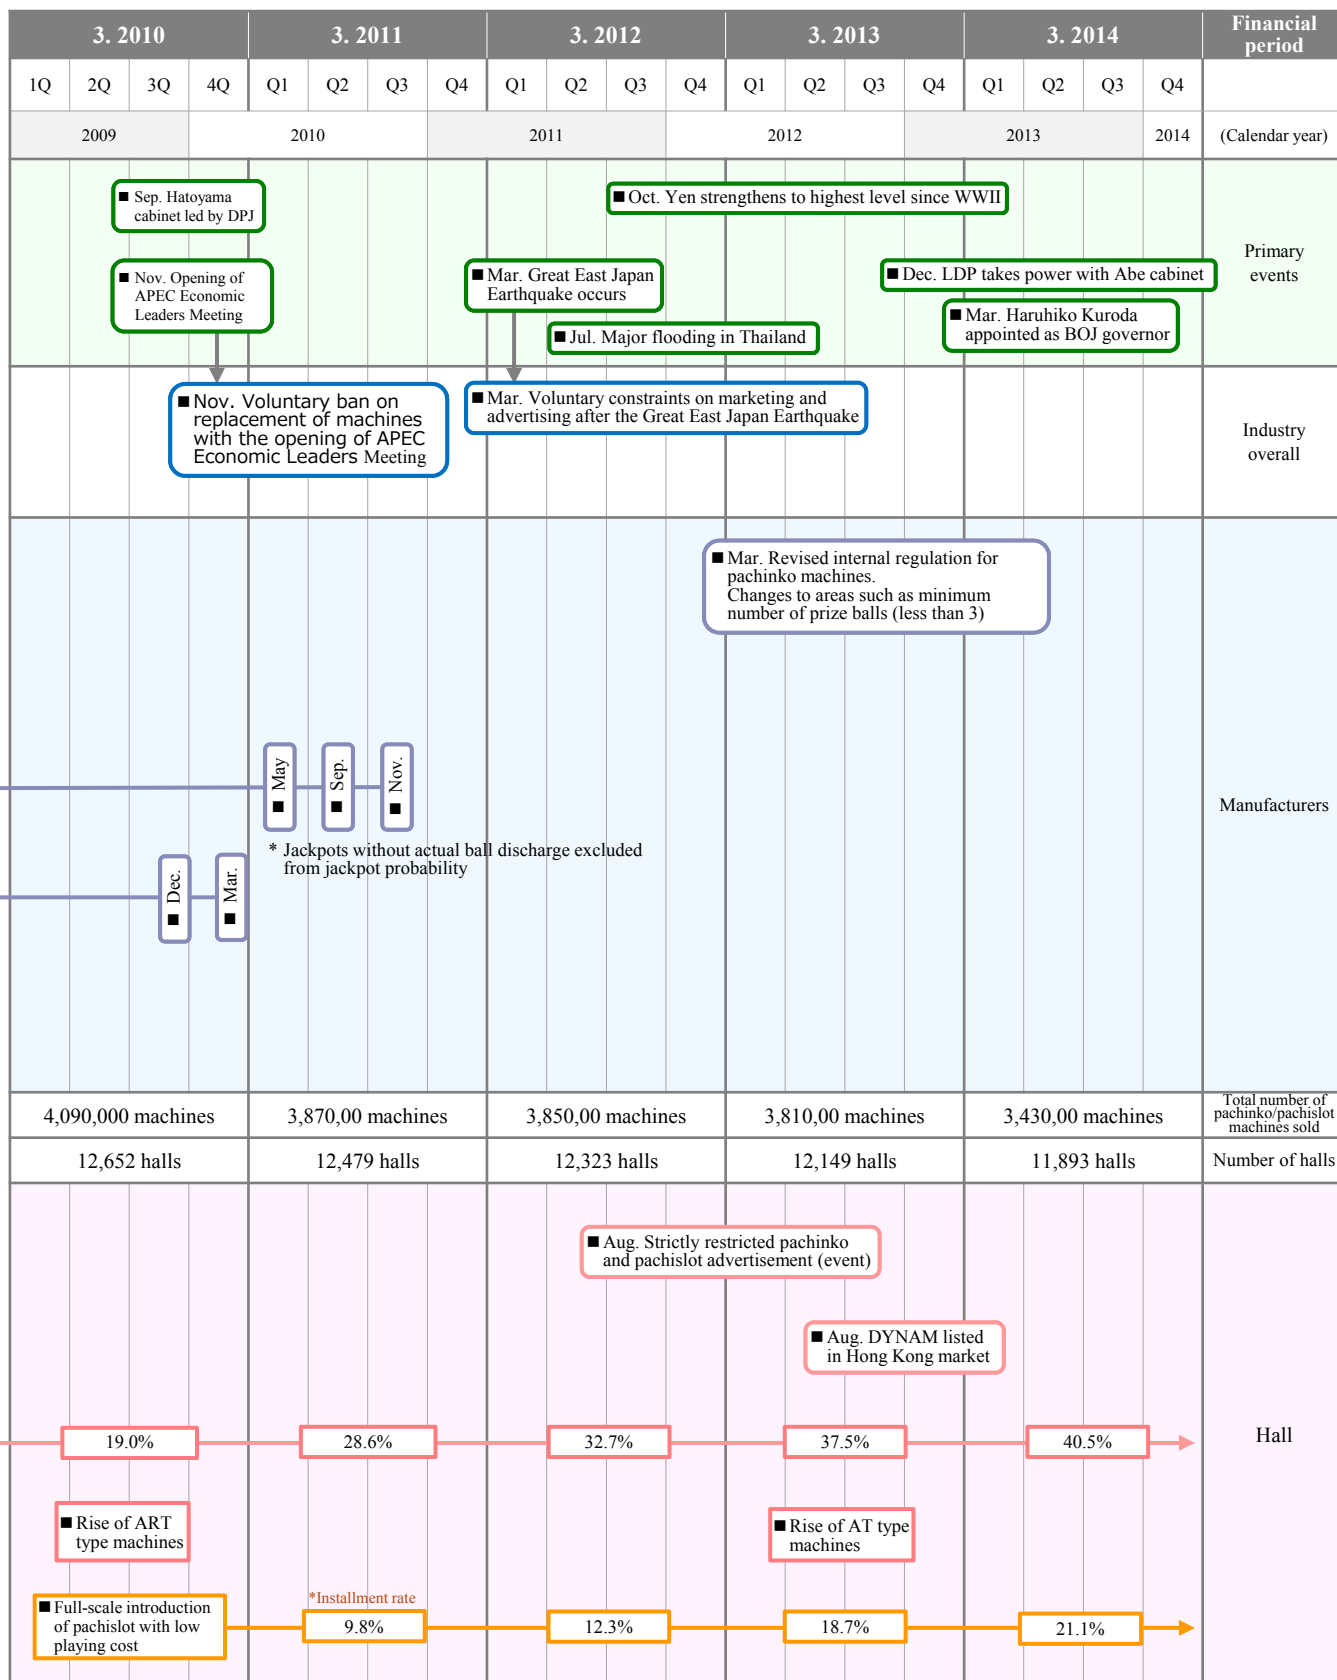 3. 2010 3. 2011 3. 2012 3. 2013 3. 2014 Financial period
1Q 2Q 3Q 4Q Q1 Q2 Q3 Q4 Q1 Q2 Q3 Q4 Q1 Q2 Q3 Q4 Q1 Q2 Q3 Q4
2009 2010 2011 2012 2013 2014 (Calendar year)
■ Sep. Hatoyama
cabinet led by DPJ
■ Oct. Yen strengthens to highest level since WWII
■ Nov. Opening of
APEC Economic
Leaders Meeting
■ Mar. Great East Japan
Earthquake occurs
■ Dec. LDP takes power with Abe cabinet
■ Jul. Major flooding in Thailand
■ Mar. Haruhiko Kuroda
appointed as BOJ governor
Primary
events
■ Nov. Voluntary ban on
replacement of machines
with the opening of APEC
Economic Leaders Meeting
■ Mar. Voluntary constraints on marketing and
advertising after the Great East Japan Earthquake
Industry
overall
■ Mar. Revised internal regulation for
pachinko machines.
Changes to areas such as minimum
number of prize balls (less than 3)
■ May
■ Sep.
■ Nov.
* Jackpots without actual ball discharge excluded
from jackpot probability
■ Dec.
■ Mar.
Manufacturers
4,090,000 machines 3,870,00 machines 3,850,00 machines 3,810,00 machines 3,430,00 machines
Total number of
pachinko/pachislot
machines sold
12,652 halls 12,479 halls 12,323 halls 12,149 halls 11,893 halls Number of halls
■ Aug. Strictly restricted pachinko
and pachislot advertisement (event)
■ Aug. DYNAM listed
in Hong Kong market
19.0% 28.6% 32.7% 37.5% 40.5%
Hall
■ Rise of ART
type machines
■ Rise of AT type
machines
■ Full-scale introduction
of pachislot with low
playing cost
*Installment rate
9.8% 12.3% 18.7% 21.1%